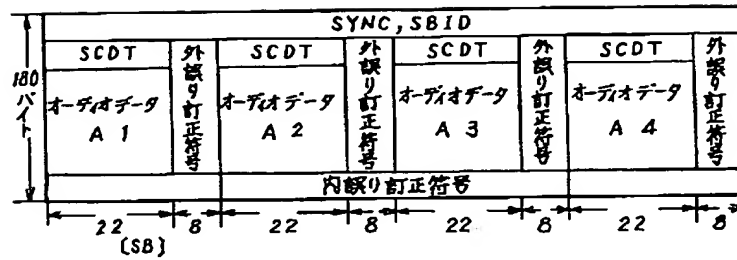 SYNC,SBID
SCDT
外誤り訂正符号
SCDT
外誤り訂正符号
SCDT
外誤り訂正符号
SCDT
外誤り訂正符号
180バイト
オーディオデータ
A1
オーディオデータ
A2
オーディオデータ
A3
オーディオデータ
A4
内誤り訂正符号
22 8 22 8 22 8 22 8
[SB]